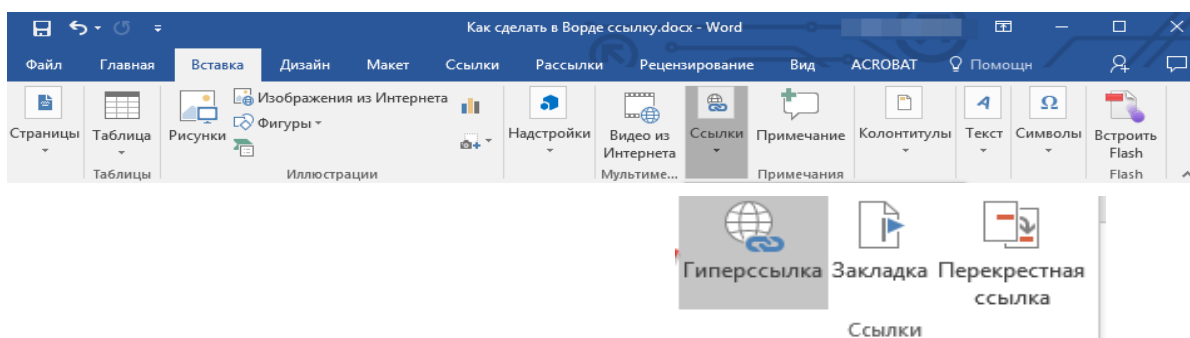 Как сделать в Ворде ссылку.docx - Word
Файл Главная Вставка Дизайн Макет Ссылки Рассылки Рецензирование Вид ACROBAT Помощн
Страницы Таблица Рисунки Изображения из Интернета Фигуры Надстройки Видео из Интернета Ссылки Примечание Колонтитулы Текст Символы Встроить Flash
Таблицы Иллюстрации Мультиме... Примечания Flash
Гиперссылка Закладка Перекрестная
ссылка
Ссылки